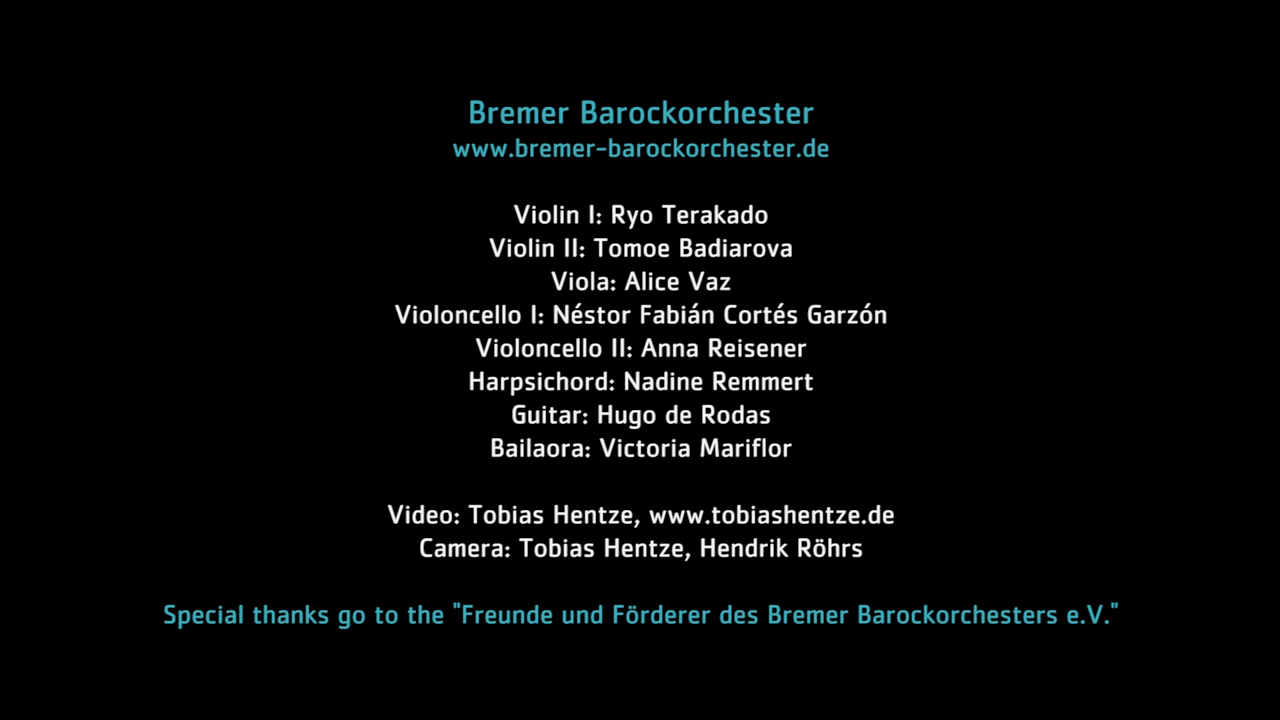 Bremer Barockorchester
www.bremer-barockorchester.de
Violin I: Ryo Terakado
Violin II: Tomoe Badiarova
Viola: Alice Vaz
Violoncello I: Néstor Fabián Cortés Garzón
Violoncello II: Anna Reisener
Harpsichord: Nadine Remmert
Guitar: Hugo de Rodas
Bailaora: Victoria Mariflor
Video: Tobias Hentze, www.tobiashentze.de
Camera: Tobias Hentze, Hendrik Röhrs
Special thanks go to the "Freunde und Förderer des Bremer Barockorchesters e.V."